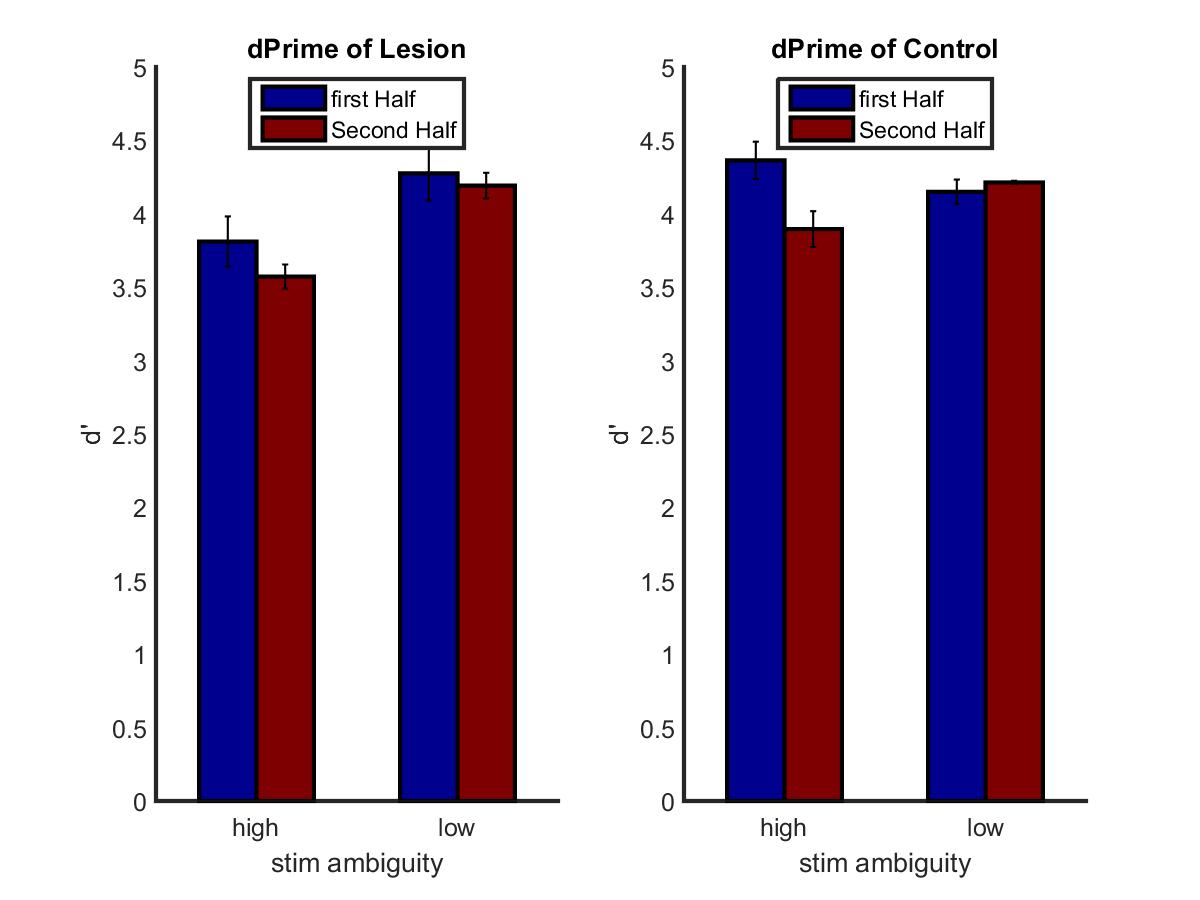 dPrime of Lesion
5
4.5
4
3.5
3
2.5
2
1.5
1
0.5
0
d'
first Half
Second Half
high
low
stim ambiguity
dPrime of Control
5
4.5
4
3.5
3
2.5
2
1.5
1
0.5
0
d'
first Half
Second Half
high
low
stim ambiguity